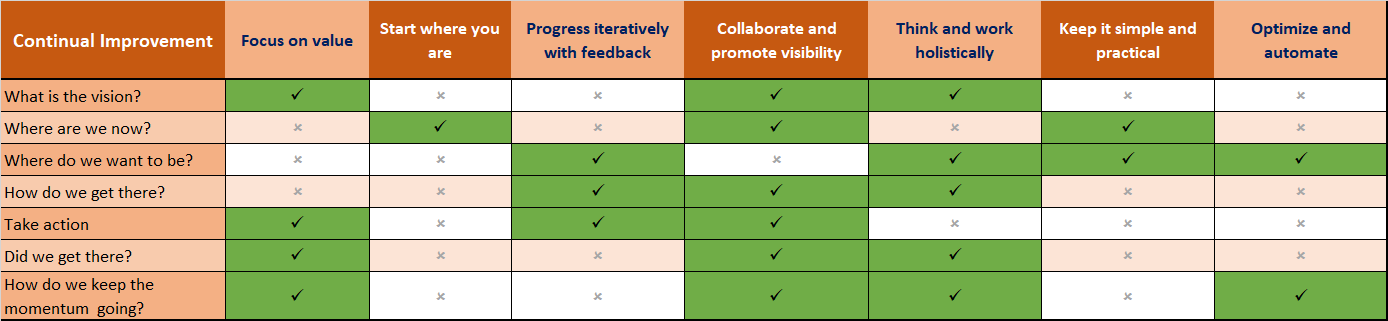 Continual Improvement Focus on value Start where you are Progress iteratively with feedback Collaborate and promote visibility Think and work holistically Keep it simple and practical Optimize and automate
What is the vision? ✓ × × ✓ ✓ × ×
Where are we now? × ✓ × ✓ × ✓ ×
Where do we want to be? × × ✓ × ✓ ✓ ✓
How do we get there? × × ✓ ✓ ✓ × ×
Take action ✓ × ✓ ✓ × × ×
Did we get there? ✓ × × ✓ ✓ × ×
How do we keep the
momentum going? ✓ × × ✓ ✓ × ✓